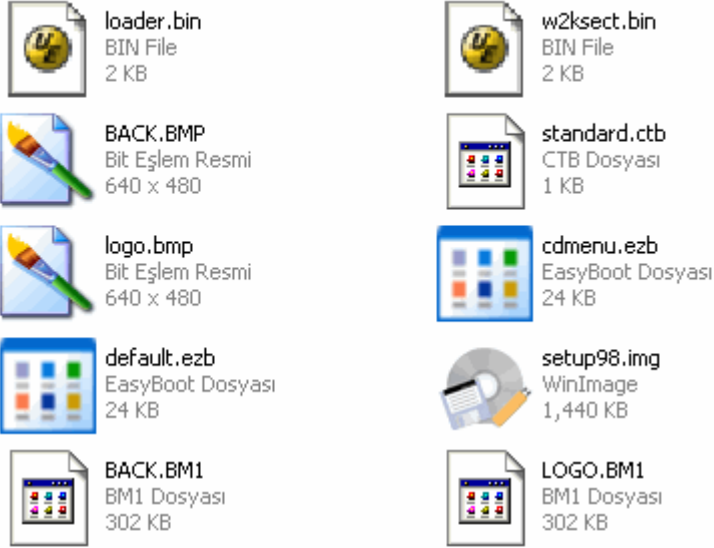 loader.bin
BIN File
2 KB
w2ksect.bin
BIN File
2 KB
BACK.BMP
Bit Eşlem Resmi
640 x 480
standard.ctb
CTB Dosyası
1 KB
logo.bmp
Bit Eşlem Resmi
640 x 480
cdmenu.ezb
EasyBoot Dosyası
24 KB
default.ezb
EasyBoot Dosyası
24 KB
setup98.img
WinImage
1,440 KB
BACK.BM1
BM1 Dosyası
302 KB
LOGO.BM1
BM1 Dosyası
302 KB